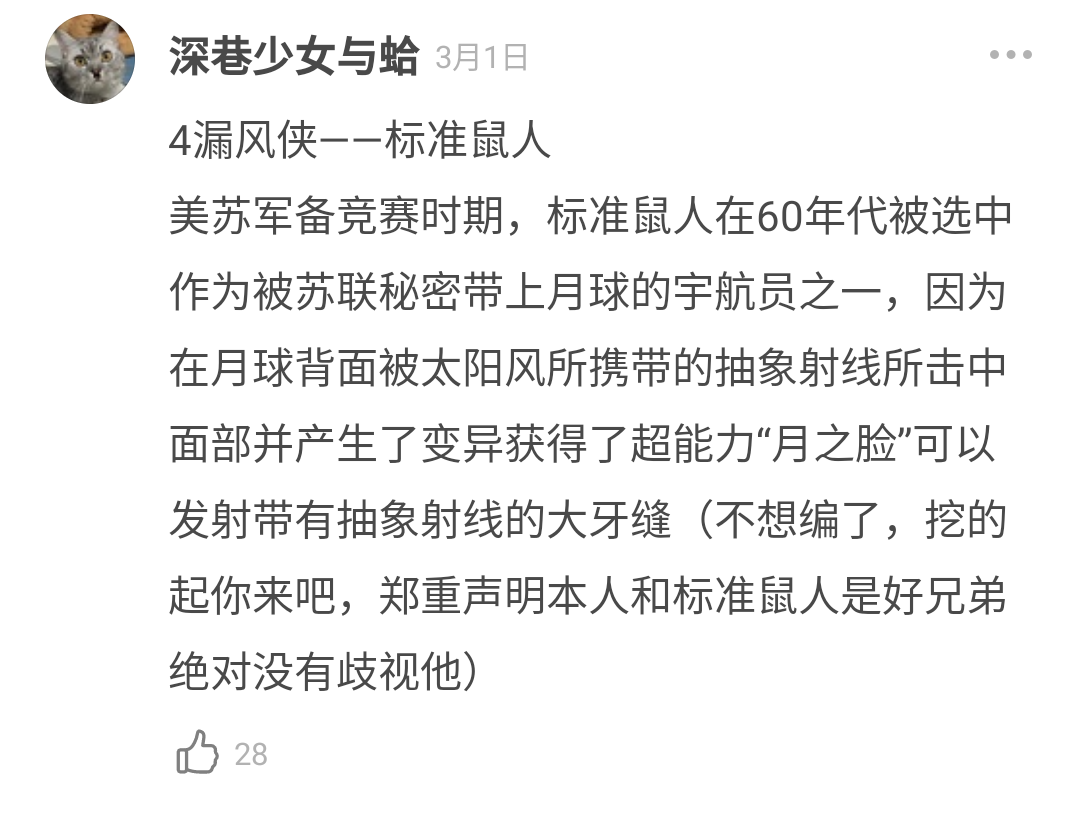 深巷少女与蛤 3月1日
4漏风侠——标准鼠人
美苏军备竞赛时期，标准鼠人在60年代被选中
作为被苏联秘密带上月球的宇航员之一，因为
在月球背面被太阳风所携带的抽象射线所击中
面部并产生了变异获得了超能力“月之脸”可以
发射带有抽象射线的大牙缝（不想编了，挖的
起你来吧，郑重声明本人和标准鼠人是好兄弟
绝对没有歧视他）
28